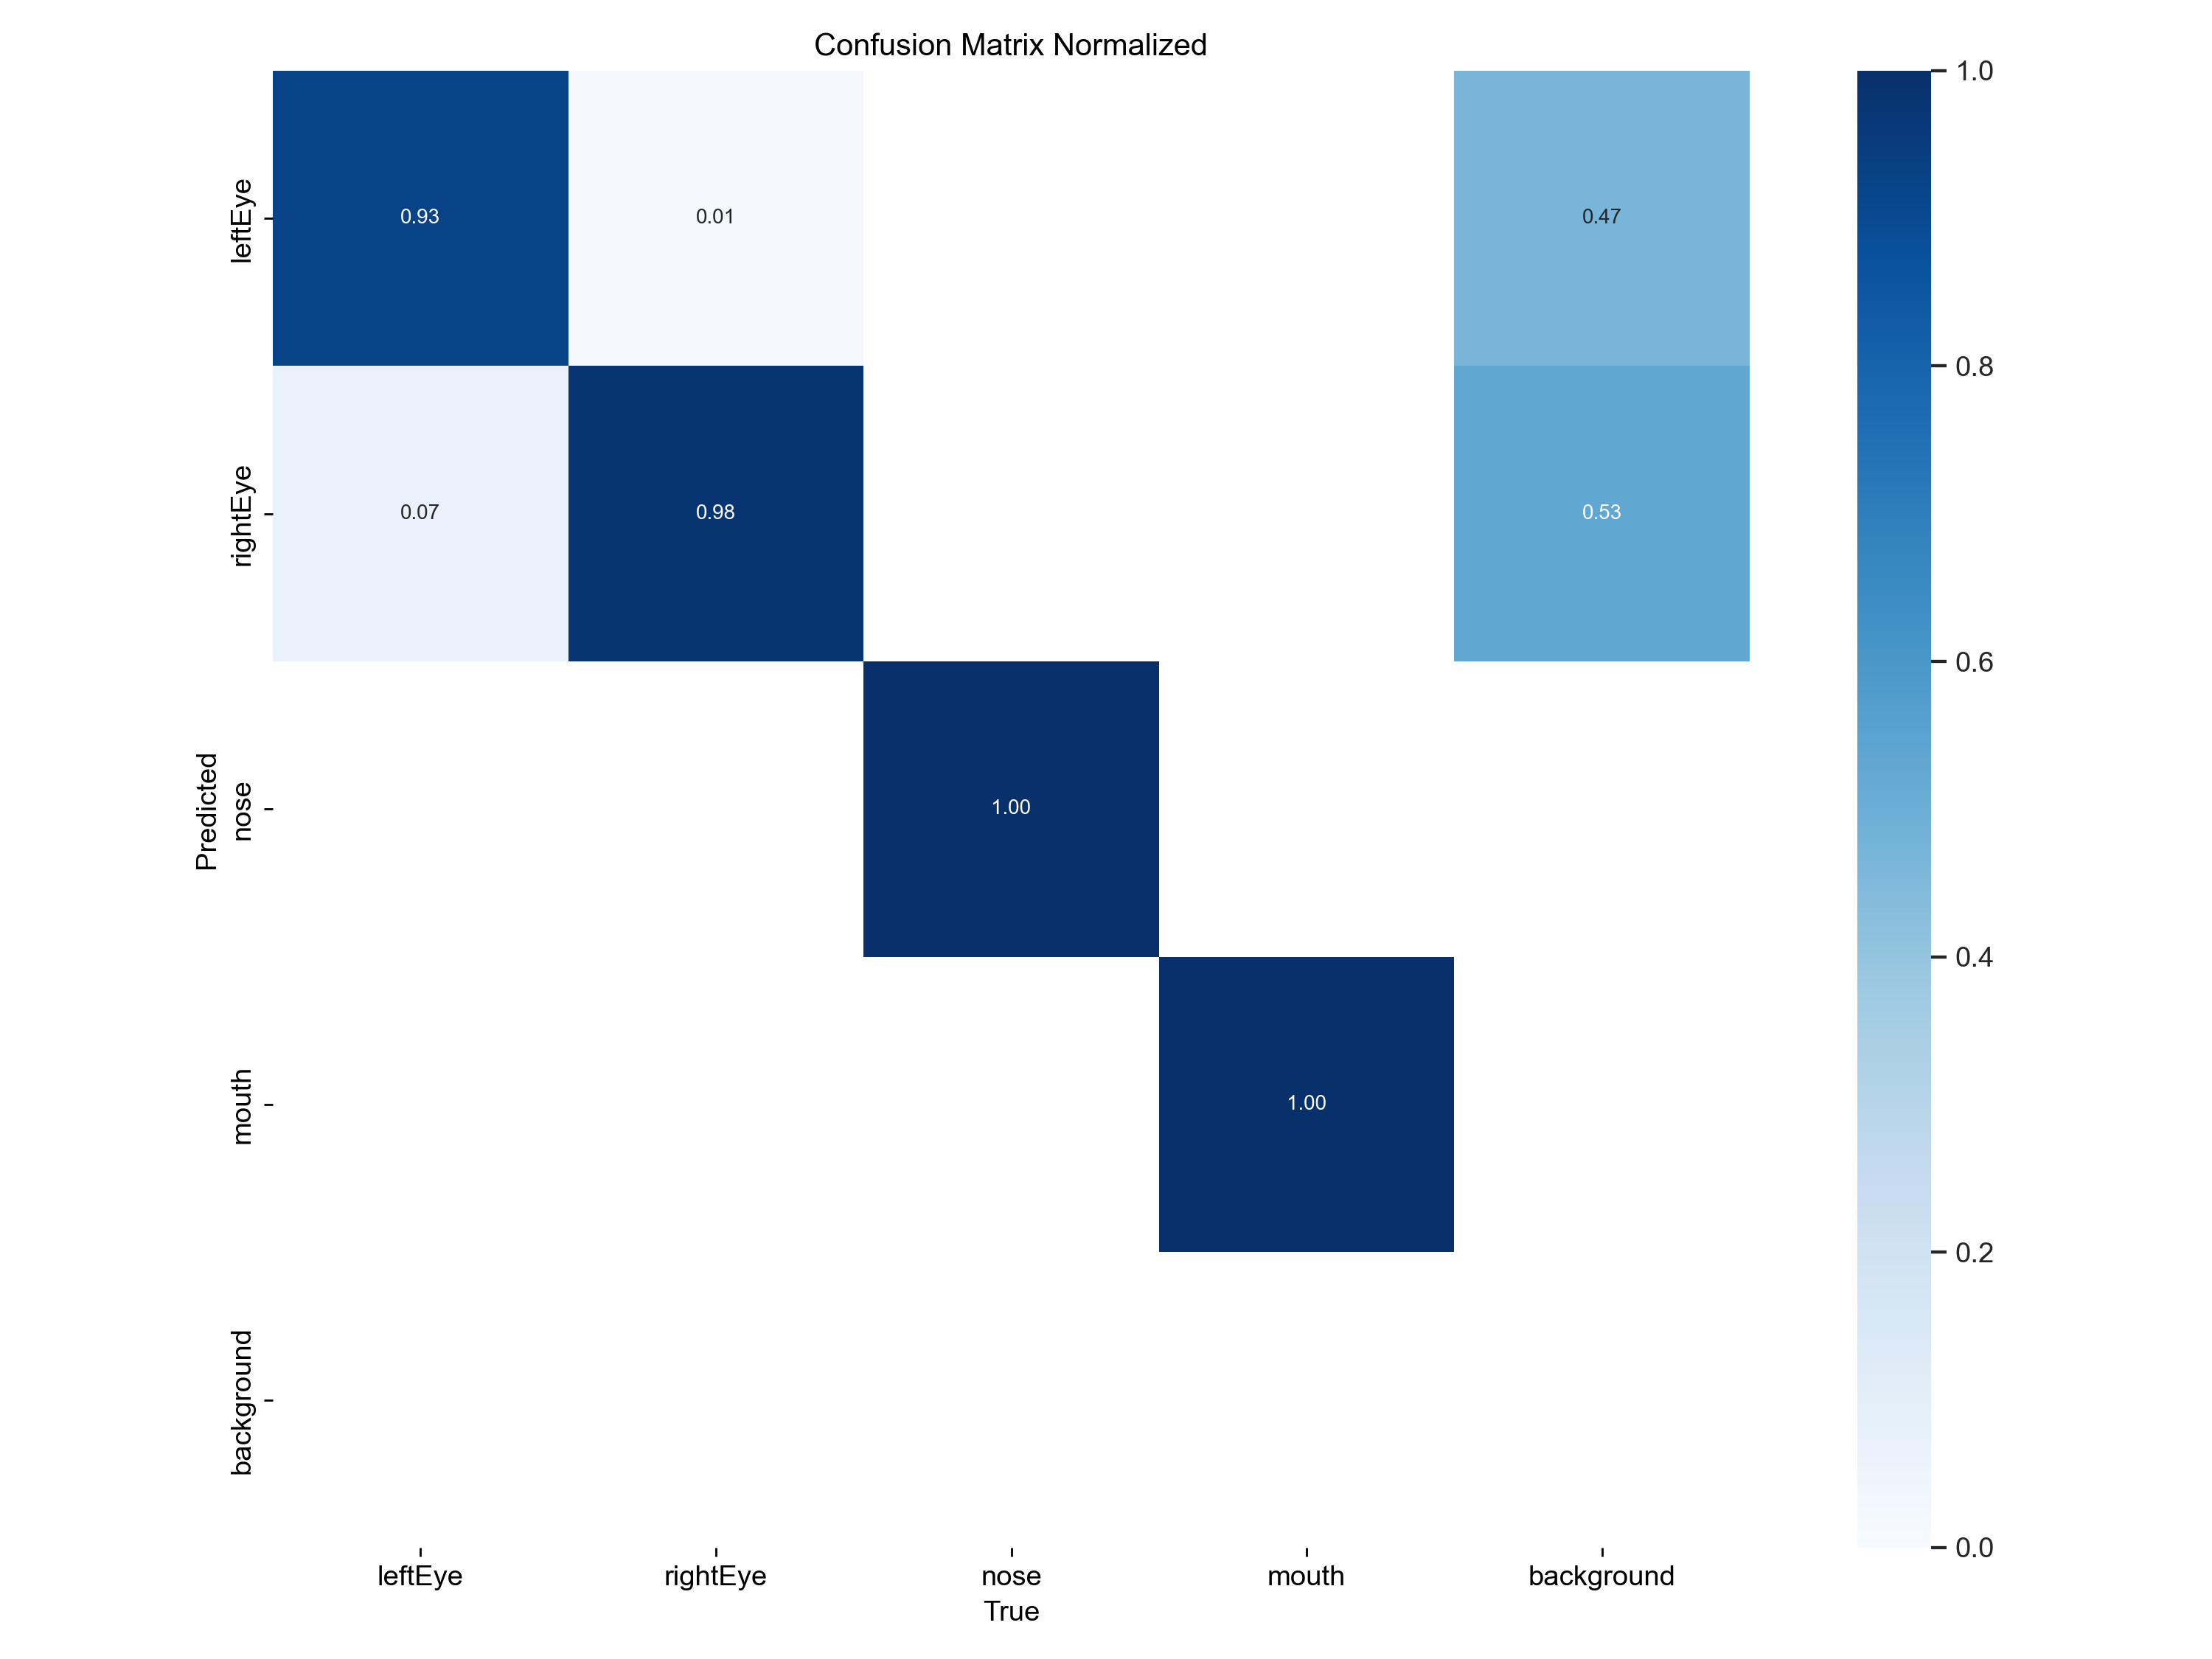 Confusion Matrix Normalized
leftEye
0.93
0.01
0.47
rightEye
0.07
0.98
0.53
Predicted
nose
1.00
mouth
1.00
background
leftEye
rightEye
nose
mouth
background
True
1.0
0.8
0.6
0.4
0.2
0.0